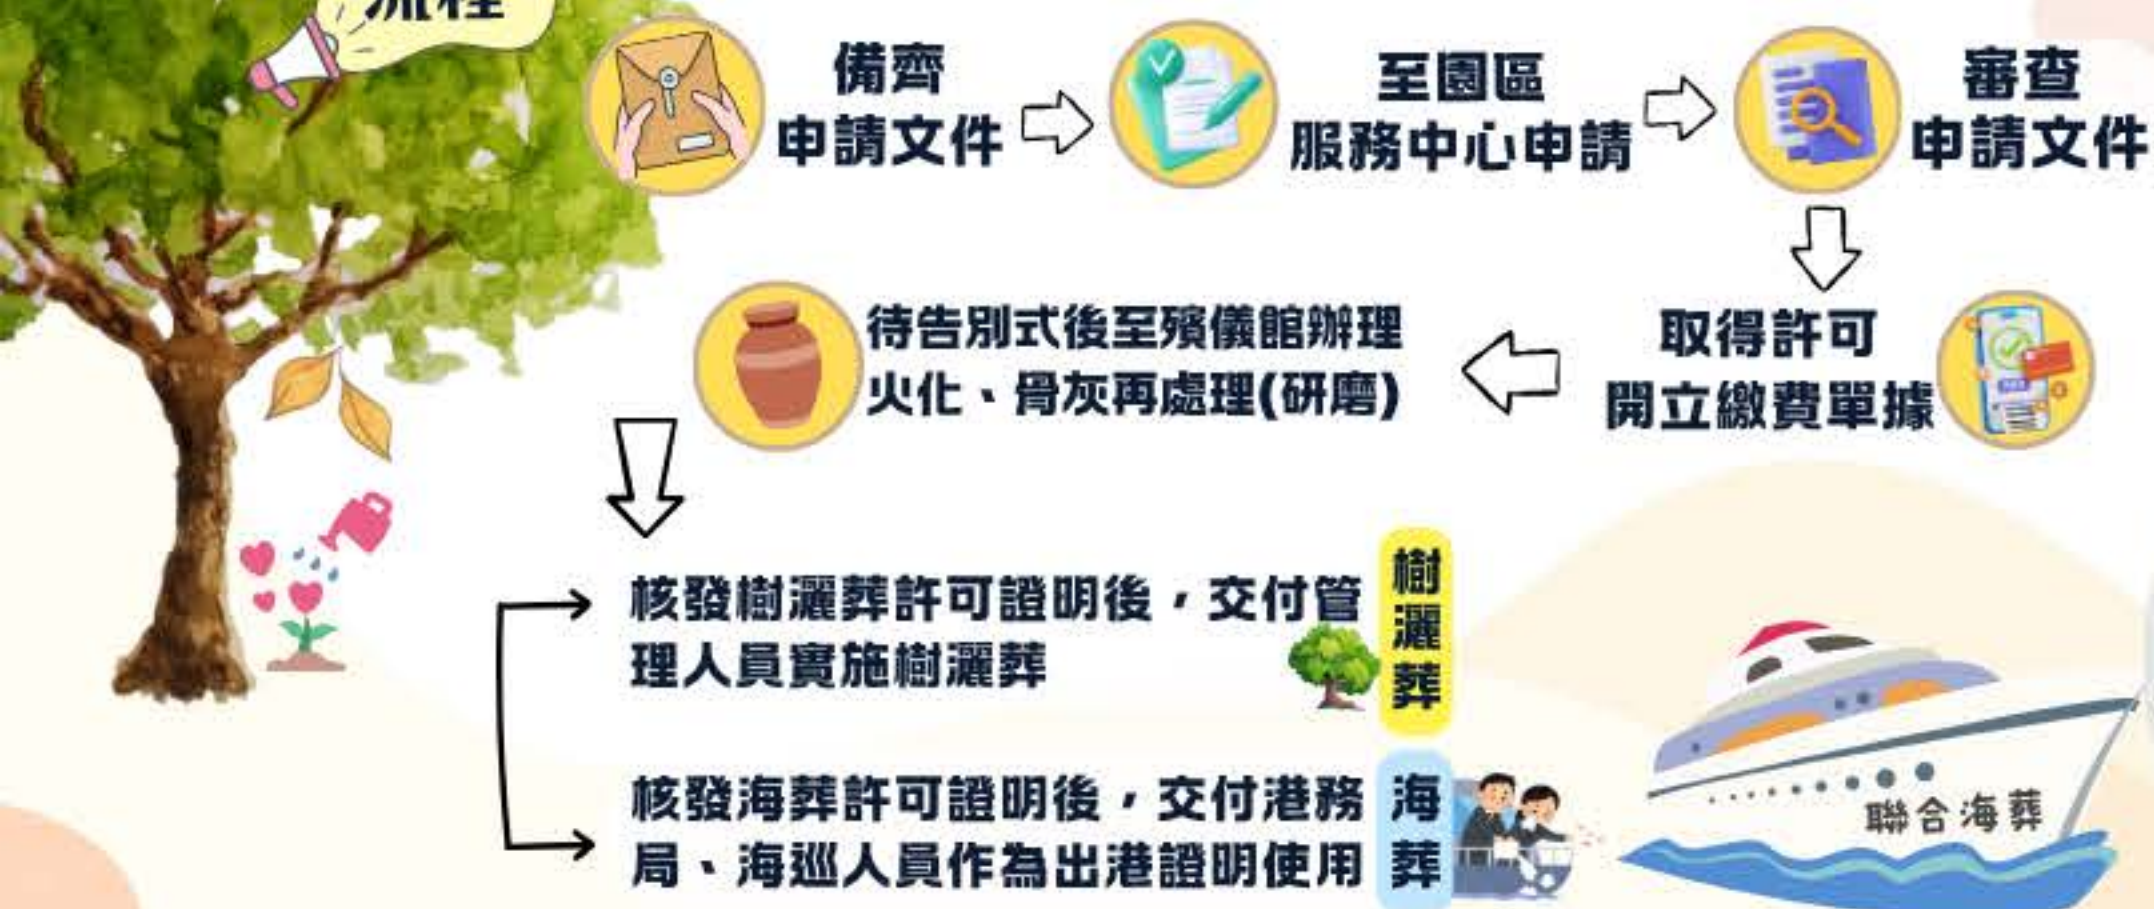 流程
備齊
申請文件
至園區
服務中心申請
審查
申請文件
取得許可
開立繳費單據
待告別式後至殯儀館辦理
火化、骨灰再處理(研磨)
核發樹灑葬許可證明後，交付管
理人員實施樹灑葬
樹灑葬
核發海葬許可證明後，交付港務
局、海巡人員作為出港證明使用
海葬
聯合海葬